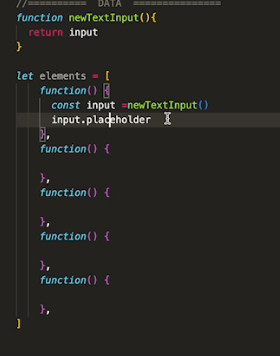 //========== DATA ===============
function newTextInput(){
return input
}
let elements = [
function() {
const input =newTextInput()
input.placeholder
},
function() {
},
function() {
},
function() {
},
function() {
},
]